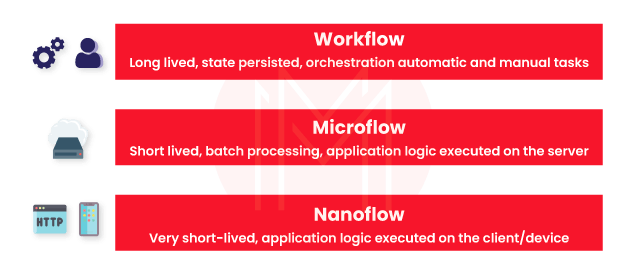 Workflow
Long lived, state persisted, orchestration automatic and manual tasks
Microflow
Short lived, batch processing, application logic executed on the server
HTTP
Nanoflow
Very short-lived, application logic executed on the client/device